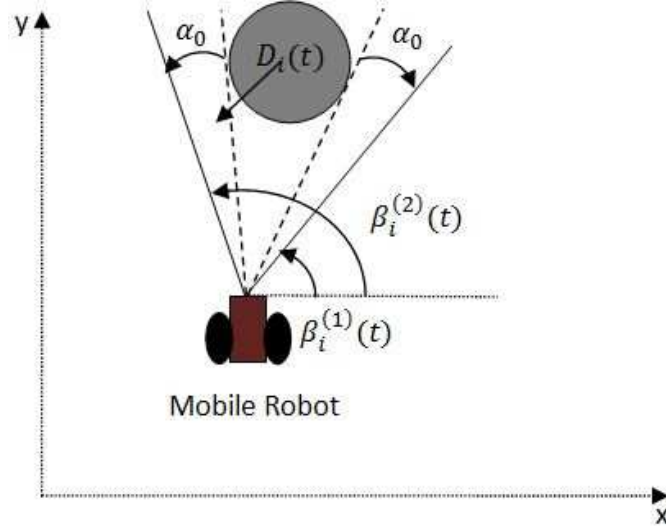 y
α₀
α₀
Dᵢ(t)
βᵢ⁽²⁾(t)
βᵢ⁽¹⁾(t)
Mobile Robot
x